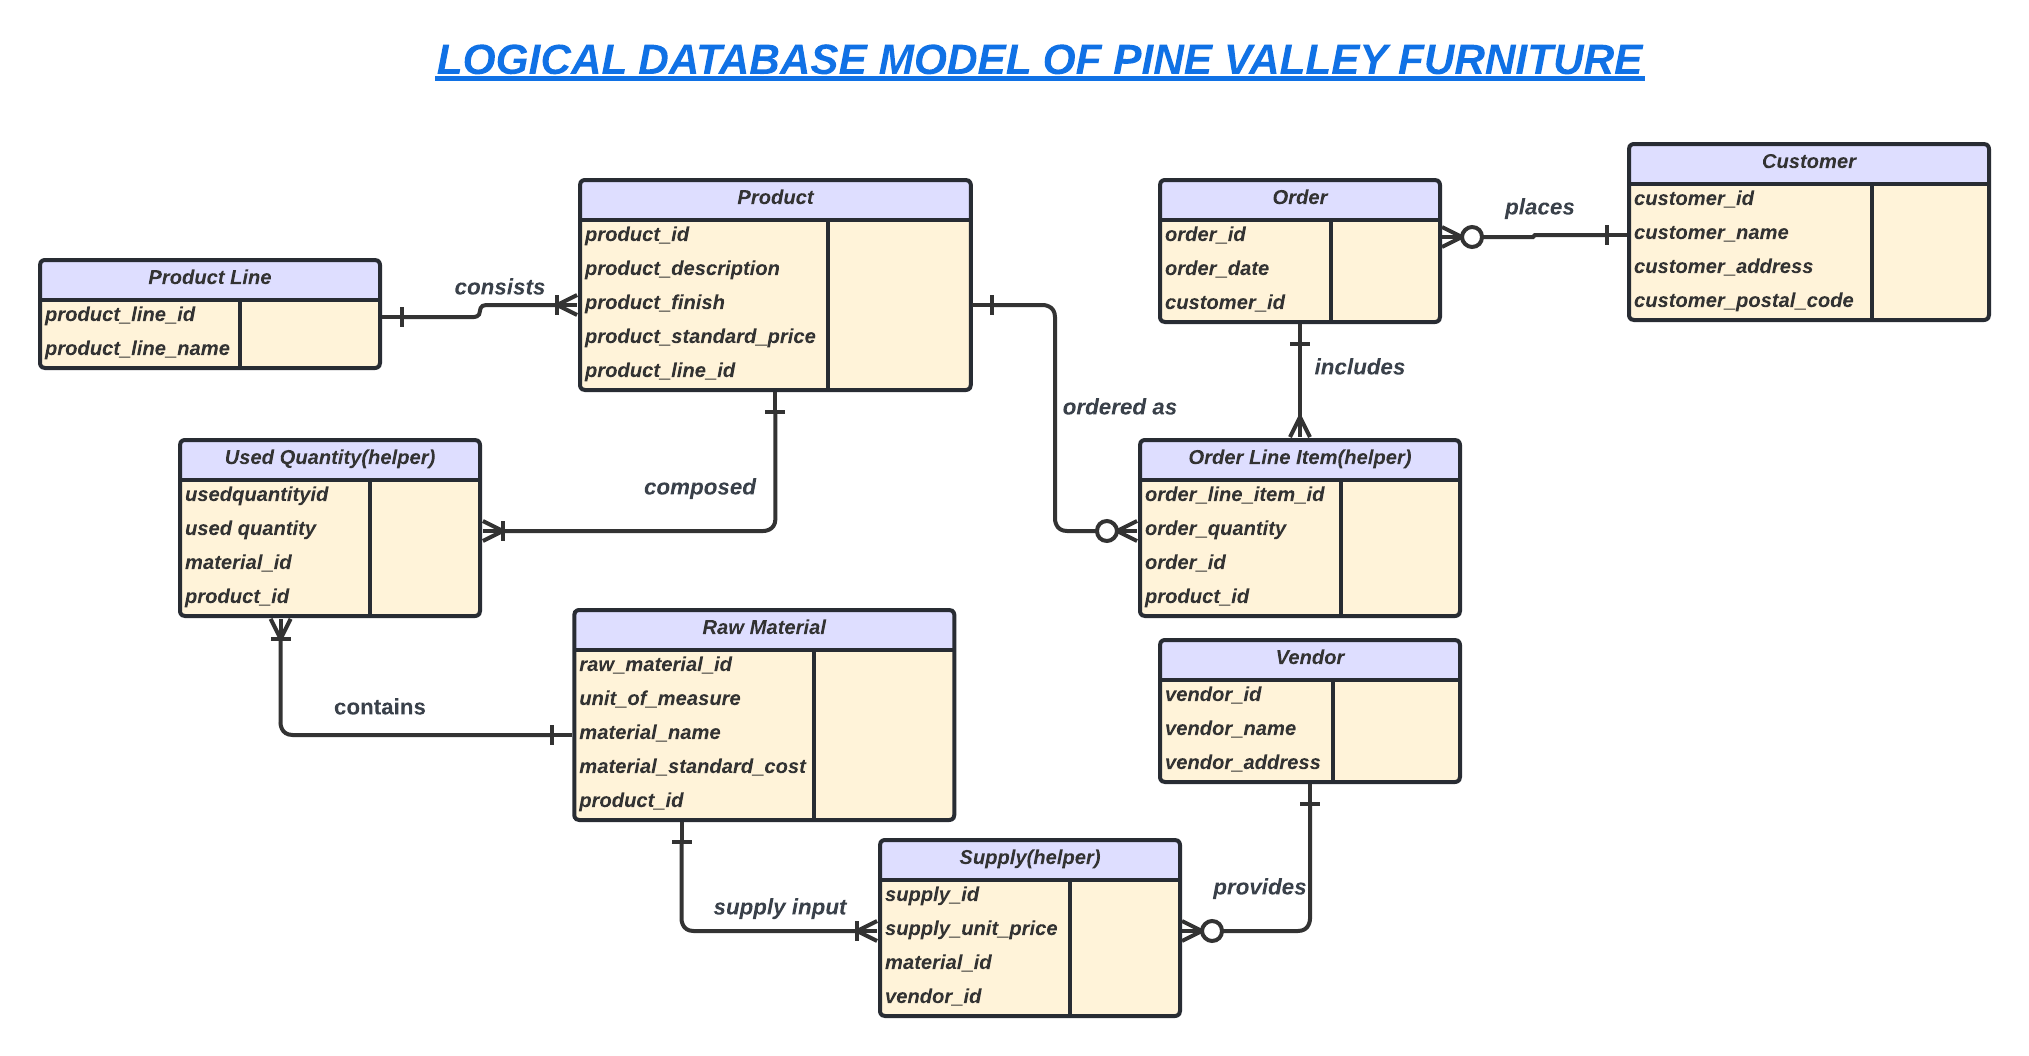 LOGICAL DATABASE MODEL OF PINE VALLEY FURNITURE
Product Line
product_line_id
product_line_name
consists
Product
product_id
product_description
product_finish
product_standard_price
product_line_id
Order
order_id
order_date
customer_id
places
Customer
customer_id
customer_name
customer_address
customer_postal_code
includes
ordered as
composed
Used Quantity(helper)
usedquantityid
used quantity
material_id
product_id
Order Line Item(helper)
order_line_item_id
order_quantity
order_id
product_id
contains
Raw Material
raw_material_id
unit_of_measure
material_name
material_standard_cost
product_id
Vendor
vendor_id
vendor_name
vendor_address
supply input
Supply(helper)
supply_id
supply_unit_price
material_id
vendor_id
provides